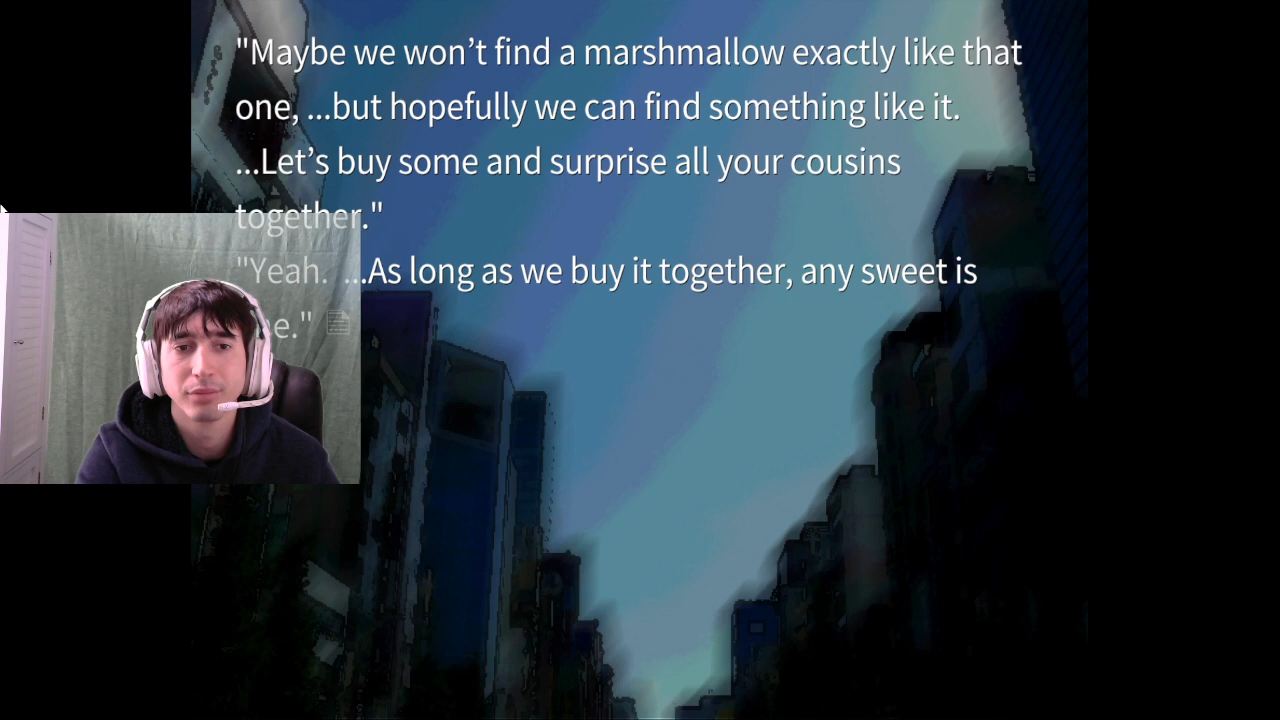 "Maybe we won’t find a marshmallow exactly like that
one, ...but hopefully we can find something like it.
...Let’s buy some and surprise all your cousins
together."
"Yeah. ...As long as we buy it together, any sweet is